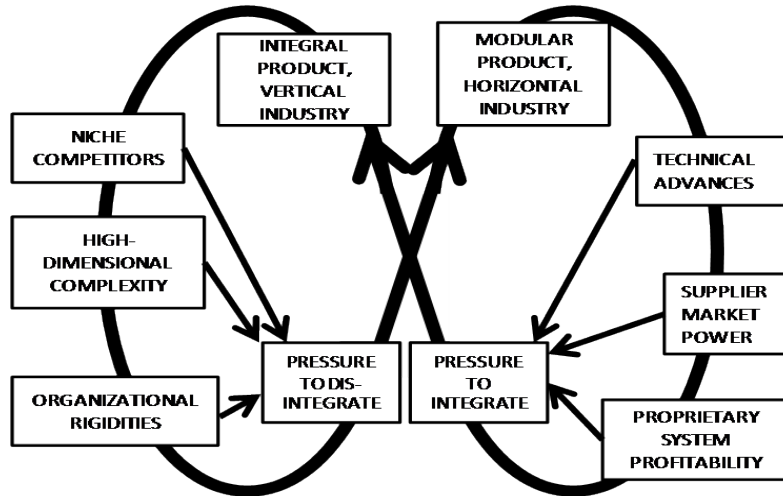 INTEGRAL
PRODUCT,
VERTICAL
INDUSTRY
MODULAR
PRODUCT,
HORIZONTAL
INDUSTRY
NICHE
COMPETITORS
HIGH-
DIMENSIONAL
COMPLEXITY
ORGANIZATIONAL
RIGIDITIES
PRESSURE
TO DIS-
INTEGRATE
PRESSURE
TO
INTEGRATE
TECHNICAL
ADVANCES
SUPPLIER
MARKET
POWER
PROPRIETARY
SYSTEM
PROFITABILITY